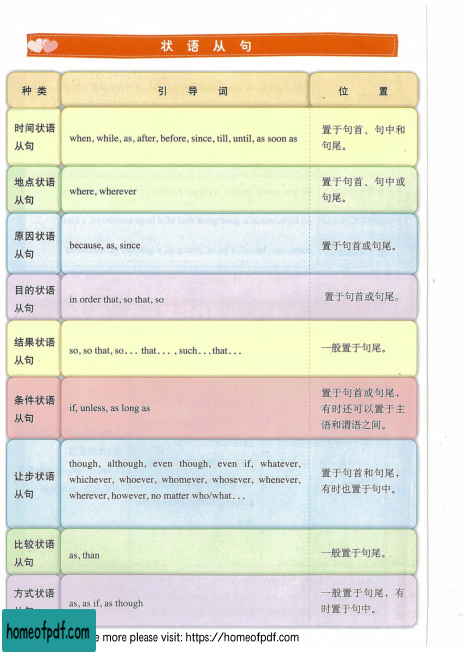 状 语 从 句
种 类 引 导 词 位 置
时间状语
从句
when, while, as, after, before, since, till, until, as soon as
置于句首、句中和
句尾。
地点状语
从句
where, wherever
置于句首、句中或
句尾。
原因状语
从句
because, as, since
置于句首或句尾。
目的状语
从句
in order that, so that, so
置于句首或句尾。
结果状语
从句
so, so that, so... that..., such...that...
一般置于句尾。
条件状语
从句
if, unless, as long as
置于句首或句尾，
有时还可以置于主
语和谓语之间。
让步状语
从句
though, although, even though, even if, whatever,
whichever, whoever, whomever, whosever, whenever,
wherever, however, no matter who/what...
置于句首和句尾，
有时也置于句中。
比较状语
从句
as, than
一般置于句尾。
方式状语
as, as if, as though
一般置于句尾，有
时置于句中。
homeofpdf.com
e more please visit: https://homeofpdf.com